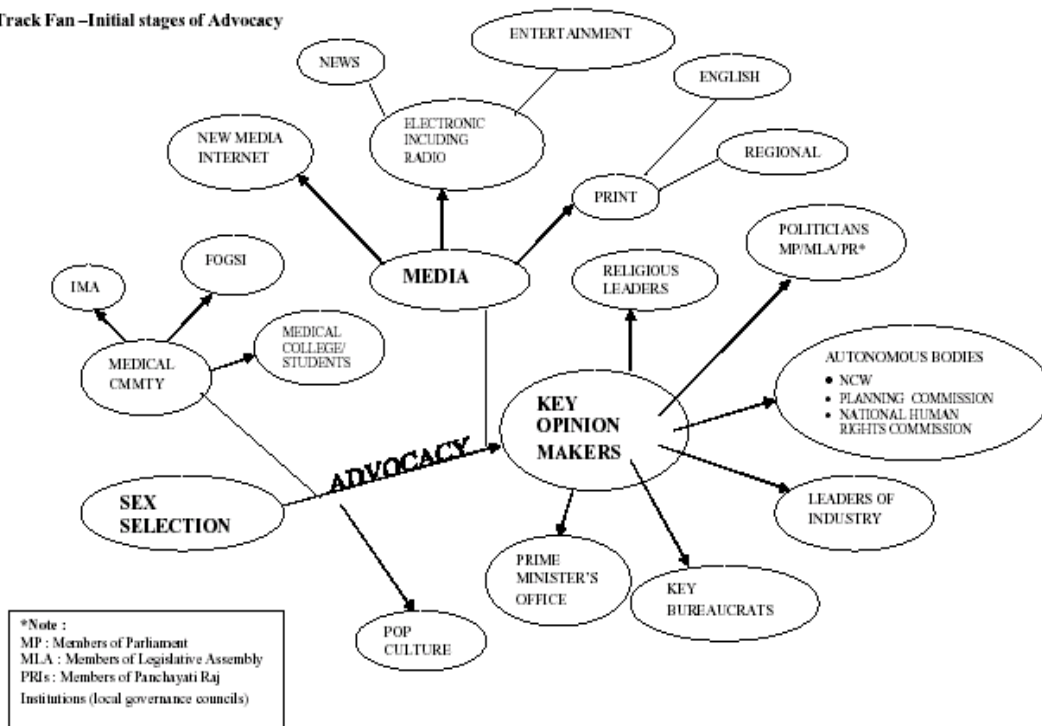 Track Fan –Initial stages of Advocacy
ENTERTAINMENT
NEWS
ENGLISH
ELECTRONIC
INCUDING
RADIO
NEW MEDIA
INTERNET
REGIONAL
PRINT
POLITICIANS
MP/MLA/PR*
FOGSI
MEDIA
RELIGIOUS
LEADERS
IMA
MEDICAL
COLLEGE/
STUDENTS
MEDICAL
CMMTY
AUTONOMOUS BODIES
• NCW
• PLANNING COMMISSION
• NATIONAL HUMAN
RIGHTS COMMISSION
KEY
OPINION
MAKERS
ADVOCACY
SEX
SELECTION
LEADERS OF
INDUSTRY
PRIME
MINISTER'S
OFFICE
KEY
BUREAUCRATS
POP
CULTURE
*Note :
MP : Members of Parliament
MLA : Members of Legislative Assembly
PRIs : Members of Panchayati Raj
Institutions (local governance councils)